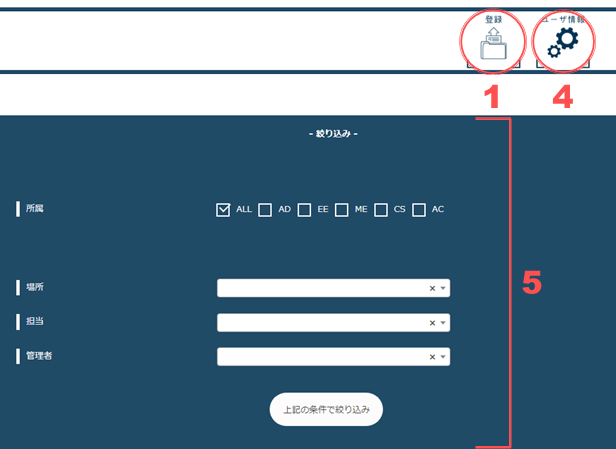 登録
ユーザ情報
1
4
- 絞り込み -
所属
ALL AD EE ME CS AC
5
場所
担当
管理者
上記の条件で絞り込み